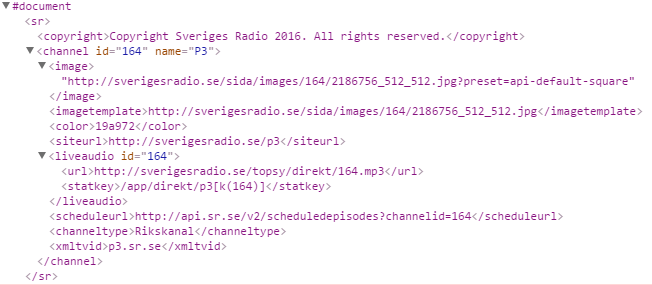 #document
<sr>
<copyright>Copyright Sveriges Radio 2016. All rights reserved.</copyright>
<channel id="164" name="P3">
<image>
"http://sverigesradio.se/sida/images/164/2186756_512_512.jpg?preset=api-default-square"
</image>
<imagetemplate>http://sverigesradio.se/sida/images/164/2186756_512_512.jpg</imagetemplate>
<color>19a972</color>
<siteurl>http://sverigesradio.se/p3</siteurl>
<liveaudio id="164">
<url>http://sverigesradio.se/topsy/direkt/164.mp3</url>
<statkey>/app/direkt/p3[k(164)]</statkey>
</liveaudio>
<scheduleurl>http://api.sr.se/v2/scheduledepisodes?channelid=164</scheduleurl>
<channeltype>Rikskanal</channeltype>
<xmltvid>p3.sr.se</xmltvid>
</channel>
</sr>